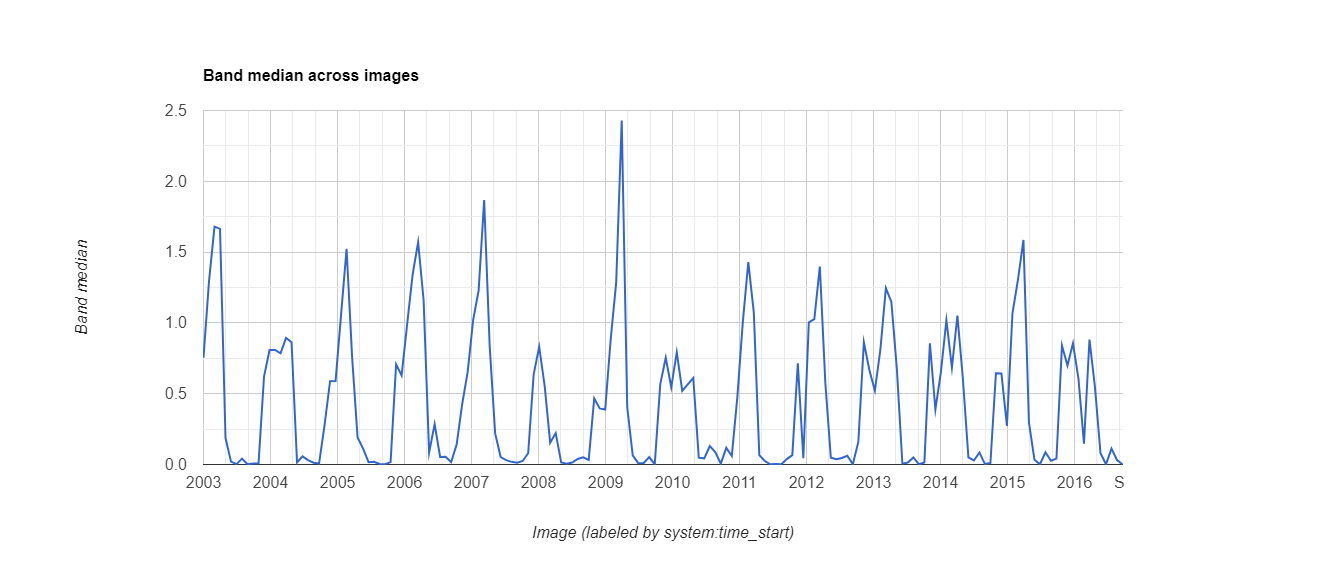 Band median across images
2.5
2.0
1.5
1.0
0.5
0.0
Band median
2003 2004 2005 2006 2007 2008 2009 2010 2011 2012 2013 2014 2015 2016 S
Image (labeled by system:time_start)